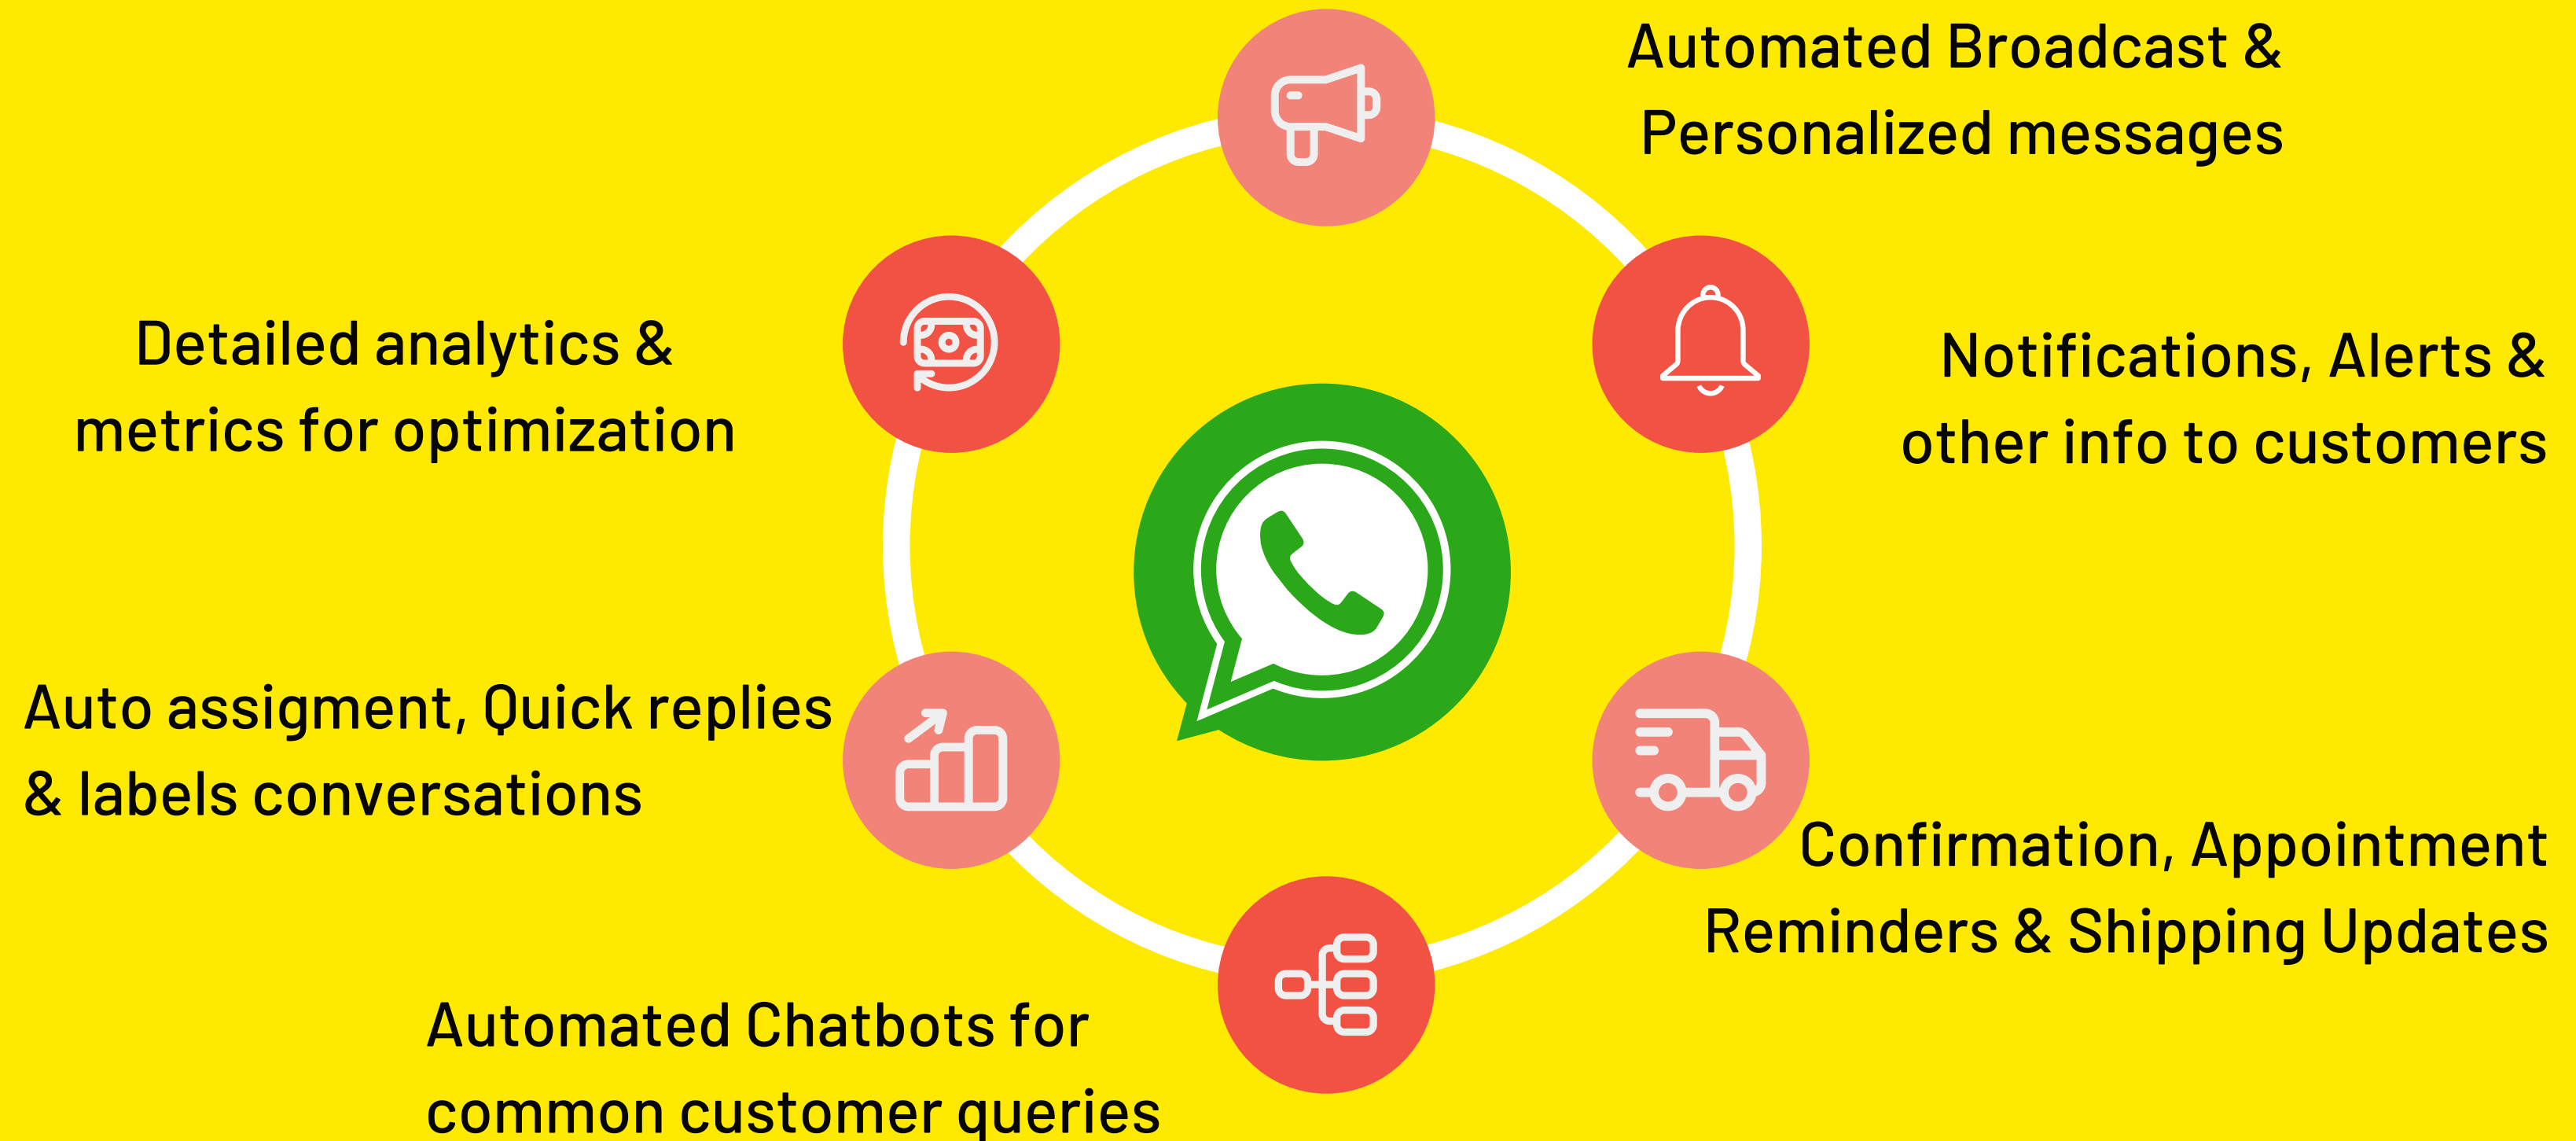 Automated Broadcast &
Personalized messages
Detailed analytics &
metrics for optimization
Notifications, Alerts &
other info to customers
Auto assigment, Quick replies
& labels conversations
Confirmation, Appointment
Reminders & Shipping Updates
Automated Chatbots for
common customer queries